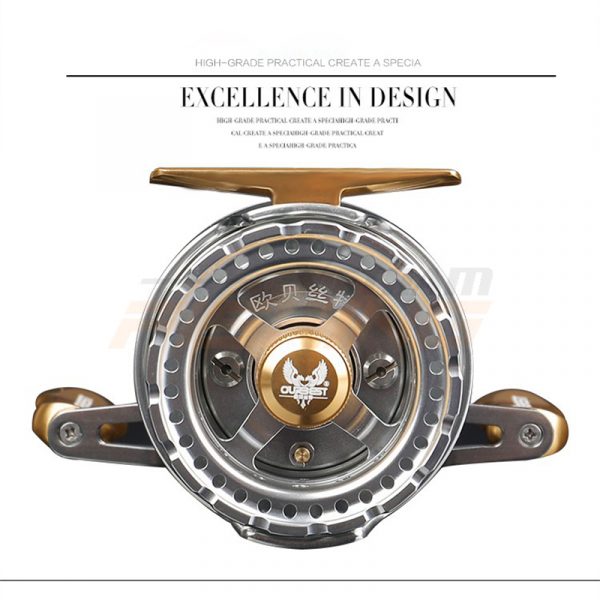 HIGH-GRADE PRACTICAL CREATE A SPECIA
EXCELLENCE IN DESIGN
HIGH-GRADE PRACTICAL CREATE A SPECIAHIGH-GRADE PRACTI
CAL CREATE A SPECIAHIGH-GRADE PRACTICAL CREAT
E A SPECIAHIGH-GRADE PRACTICA
欧贝丝特
OURBEST®